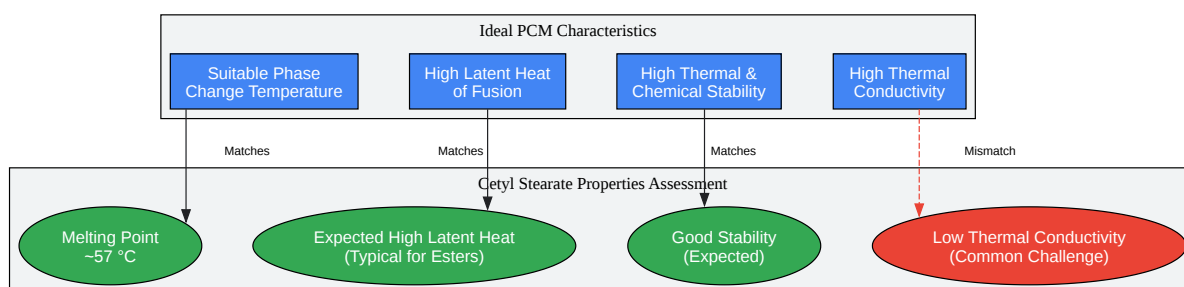 Ideal PCM Characteristics
Suitable Phase
Change Temperature
High Latent Heat
of Fusion
High Thermal &
Chemical Stability
High Thermal
Conductivity
Matches
Matches
Matches
Mismatch
Cetyl Stearate Properties Assessment
Melting Point
~57 °C
Expected High Latent Heat
(Typical for Esters)
Good Stability
(Expected)
Low Thermal Conductivity
(Common Challenge)